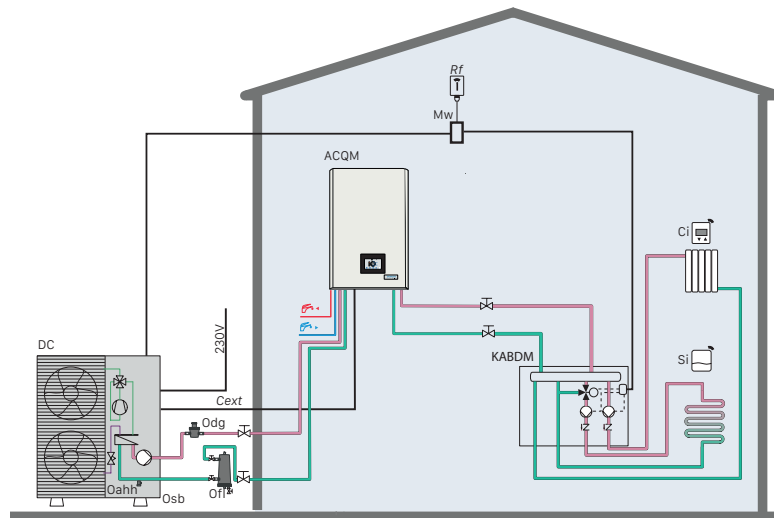 Rf
Mw
ACQM
Ci
230V
DC
KABDM
Si
Cext
Odg
Oahh
Ofl
Osb